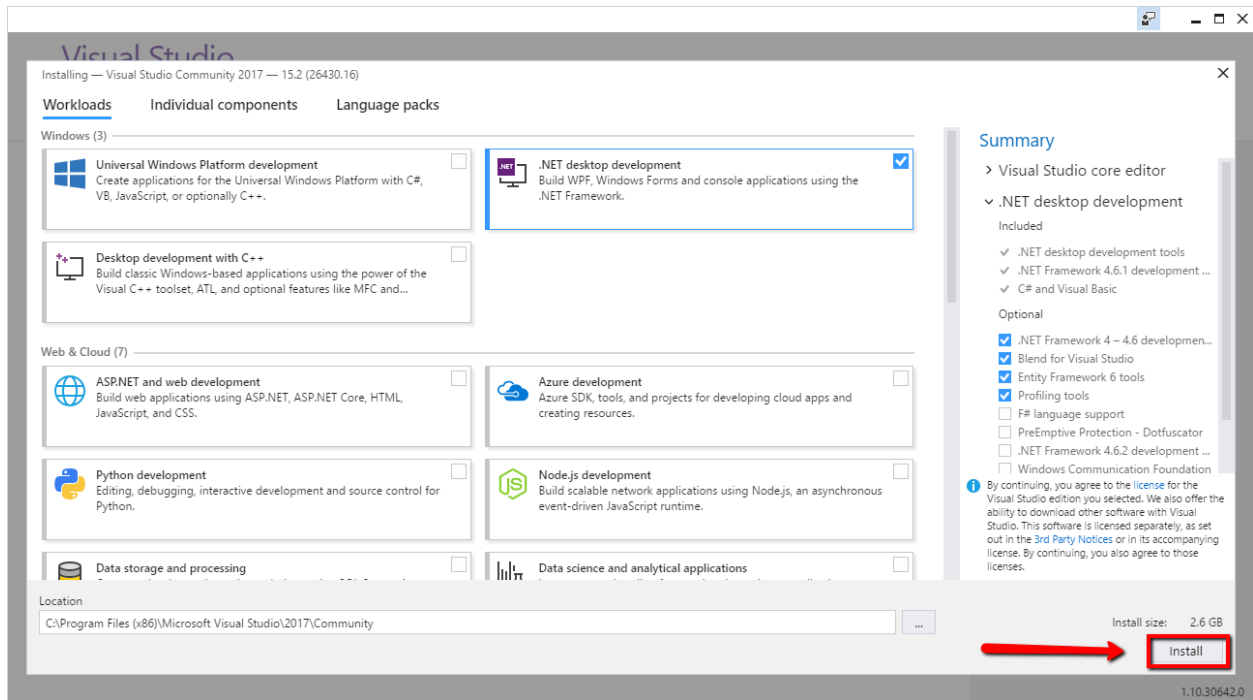 Visual Studio
Installing — Visual Studio Community 2017 — 15.2 (26430.16)
Workloads
Individual components
Language packs
Windows (3)
Universal Windows Platform development
Create applications for the Universal Windows Platform with C#,
VB, JavaScript, or optionally C++.
.NET
.NET desktop development
Build WPF, Windows Forms and console applications using the
.NET Framework.
Desktop development with C++
Build classic Windows-based applications using the power of the
Visual C++ toolset, ATL, and optional features like MFC and...
Web & Cloud (7)
ASP.NET and web development
Build web applications using ASP.NET, ASP.NET Core, HTML,
JavaScript, and CSS.
Azure development
Azure SDK, tools, and projects for developing cloud apps and
creating resources.
Python development
Editing, debugging, interactive development and source control for
Python.
JS
Node.js development
Build scalable network applications using Node.js, an asynchronous
event-driven JavaScript runtime.
Data storage and processing
Data science and analytical applications
Summary
Visual Studio core editor
.NET desktop development
Included
.NET desktop development tools
.NET Framework 4.6.1 development ...
C# and Visual Basic
Optional
.NET Framework 4 – 4.6 developmen...
Blend for Visual Studio
Entity Framework 6 tools
Profiling tools
F# language support
PreEmptive Protection - Dotfuscator
.NET Framework 4.6.2 development ...
Windows Communication Foundation
By continuing, you agree to the license for the
Visual Studio edition you selected. We also offer the
ability to download other software with Visual
Studio. This software is licensed separately, as set
out in the 3rd Party Notices or in its accompanying
license. By continuing, you also agree to those
licenses.
Location
C:\Program Files (x86)\Microsoft Visual Studio\2017\Community
...
Install size: 2.6 GB
Install
1.10.30642.0